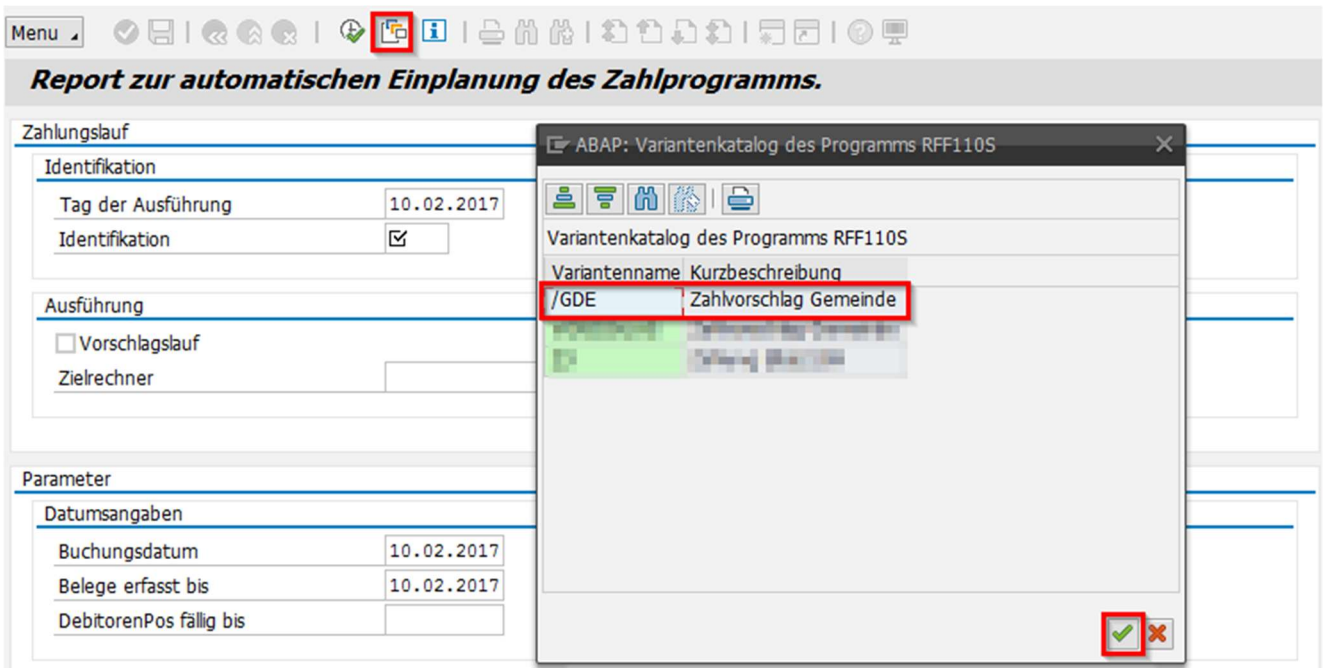 Menu
Report zur automatischen Einplanung des Zahlprogramms.
Zahlungslauf
Identifikation
Tag der Ausführung 10.02.2017
Identifikation
Ausführung
Vorschlagslauf
Zielrechner
Parameter
Datumsangaben
Buchungsdatum 10.02.2017
Belege erfasst bis 10.02.2017
DebitorenPos fällig bis
ABAP: Variantenkatalog des Programms RFF110S
Variantenkatalog des Programms RFF110S
Variantenname Kurzbeschreibung
/GDE Zahlvorschlag Gemeinde